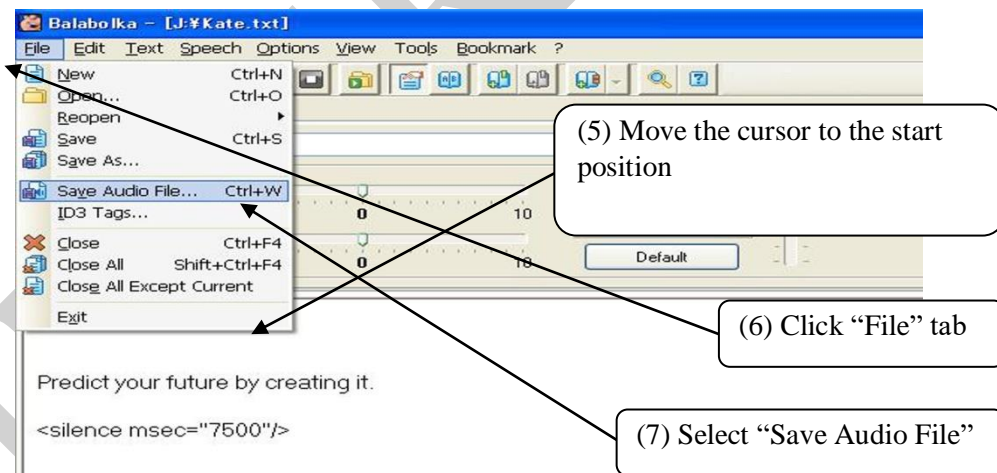 Balabolka - [J:¥Kate.txt]
File Edit Text Speech Options View Tools Bookmark ?
New Ctrl+N
Open... Ctrl+O
Reopen
Save Ctrl+S
Save As...
Save Audio File... Ctrl+W
ID3 Tags...
Close Ctrl+F4
Close All Shift+Ctrl+F4
Close All Except Current
Exit
0 10
0 10
Default
(5) Move the cursor to the start
position
(6) Click “File” tab
(7) Select “Save Audio File”
Predict your future by creating it.
<silence msec="7500"/>